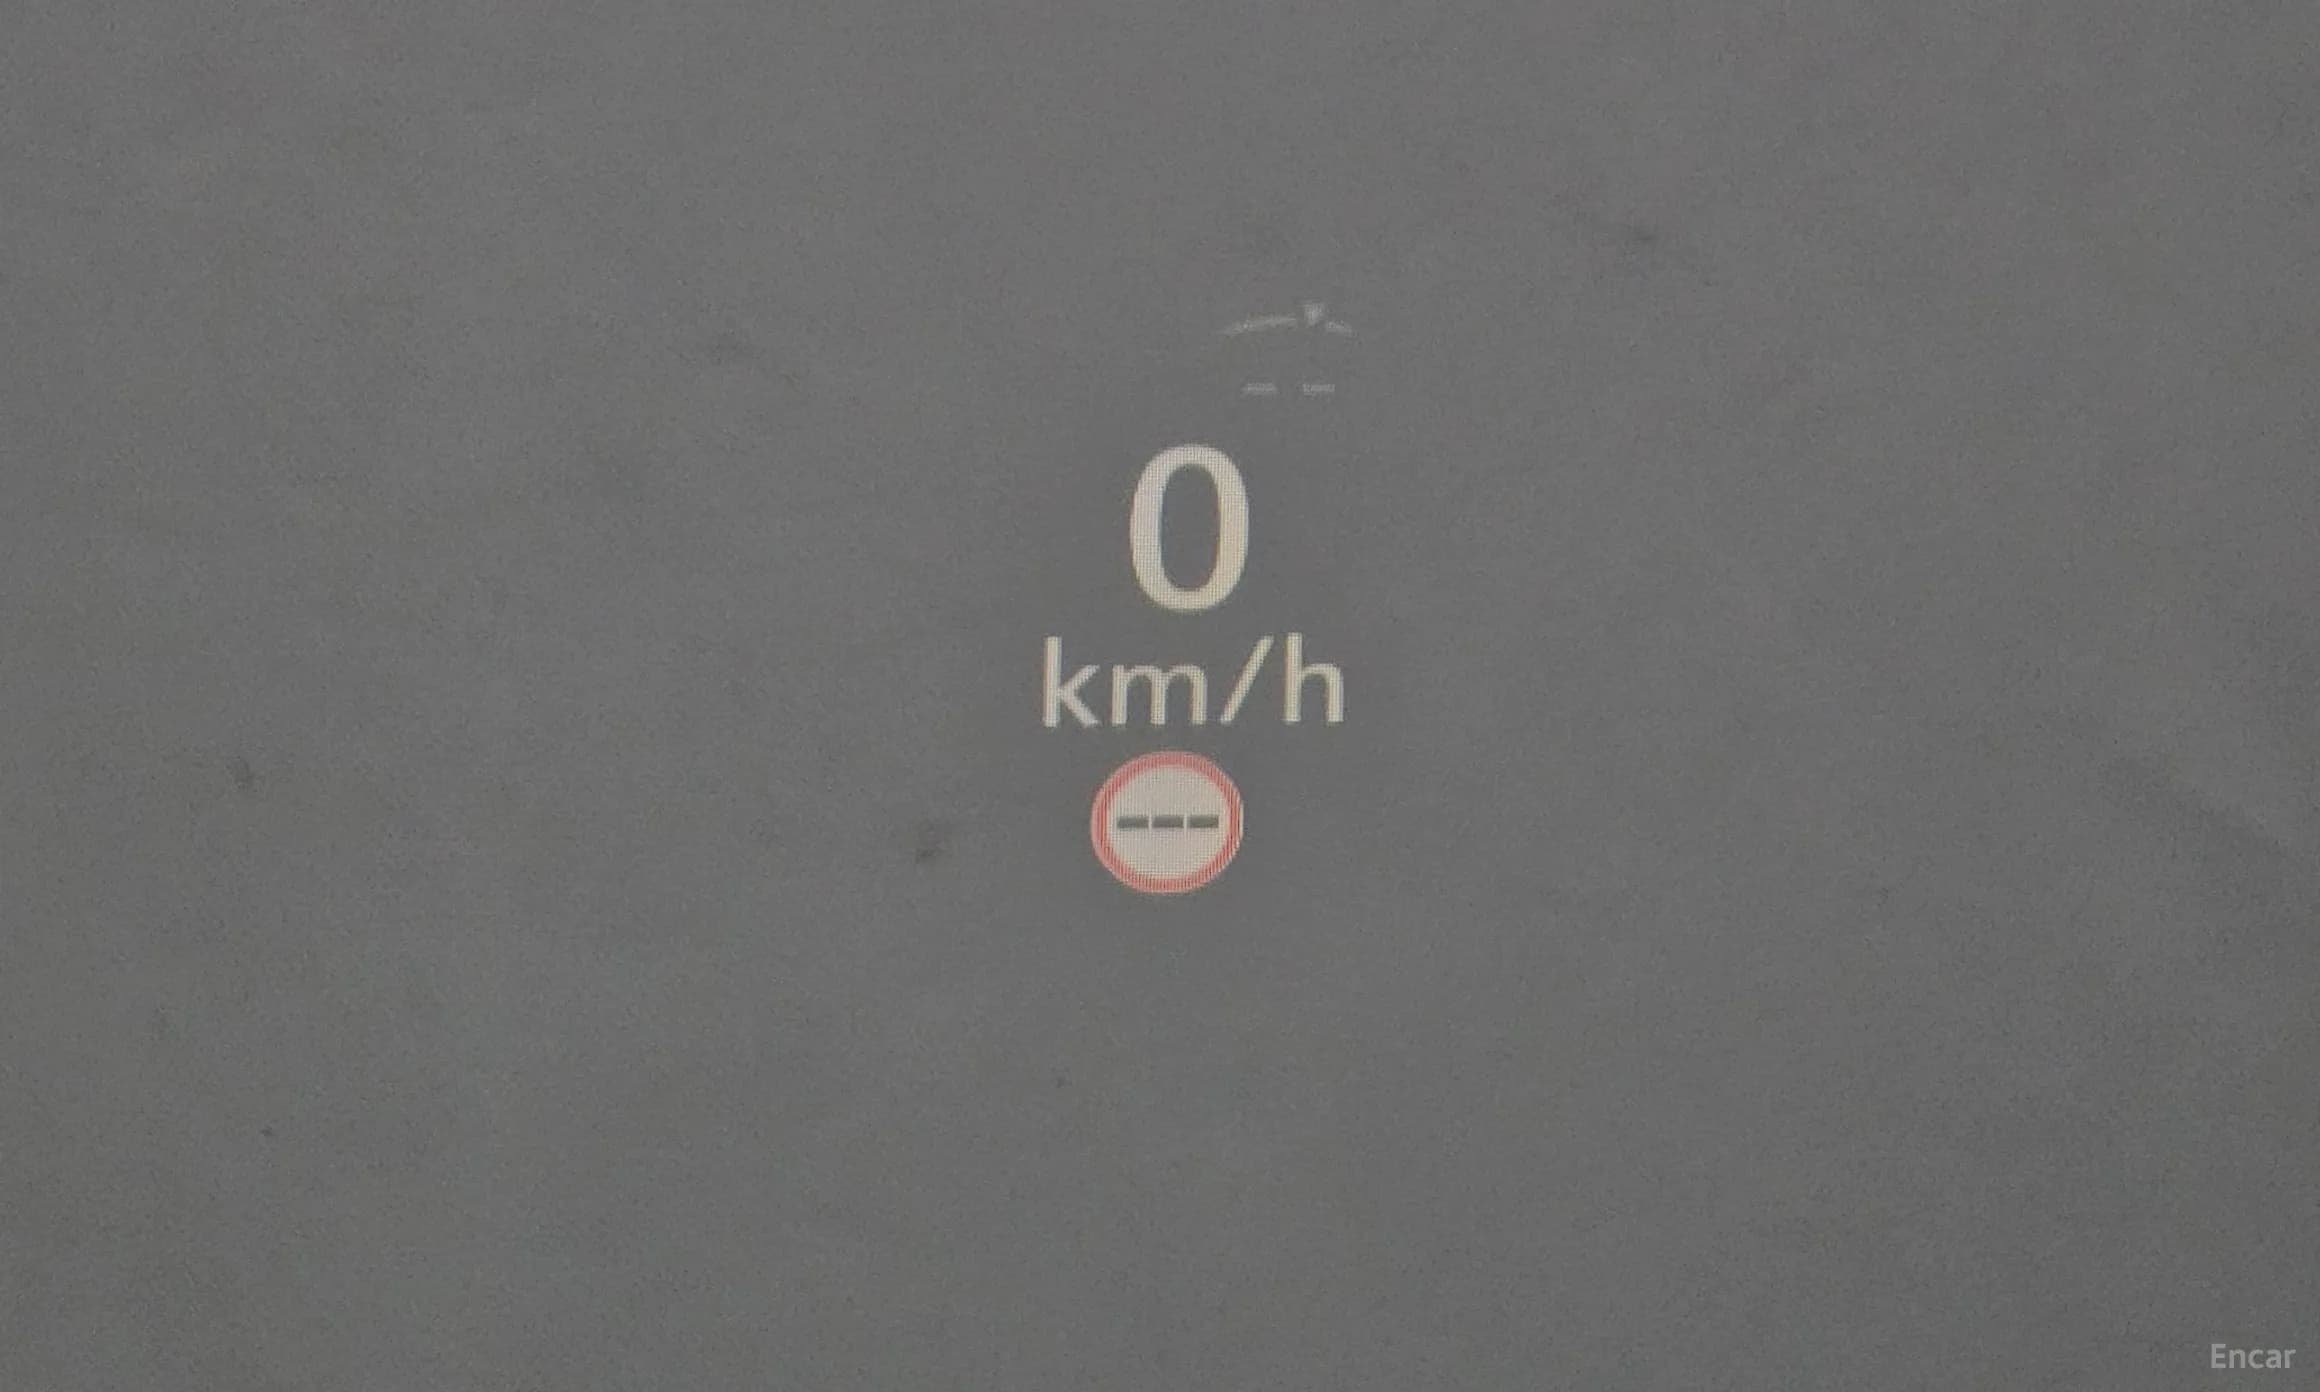 0
km/h
---
Encar